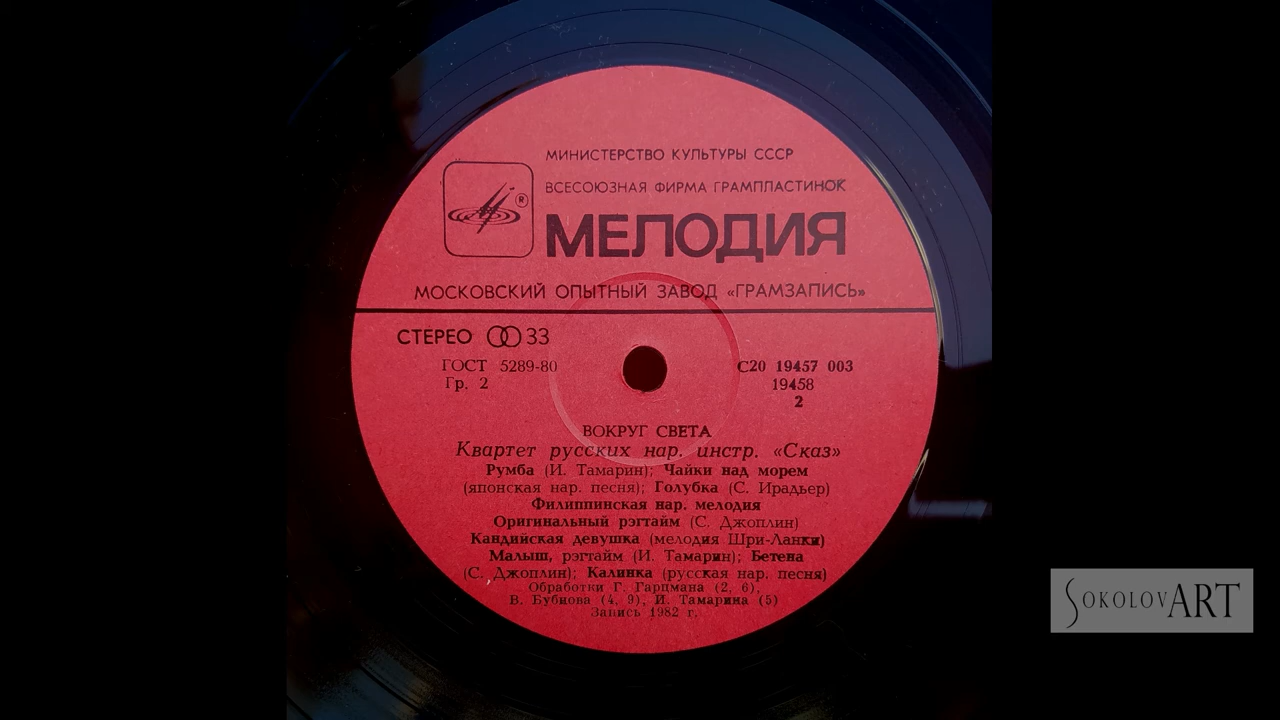 МИНИСТЕРСТВО КУЛЬТУРЫ СССР
ВСЕСОЮЗНАЯ ФИРМА ГРАМПЛАСТИНОК
®
МЕЛОДИЯ
МОСКОВСКИЙ ОПЫТНЫЙ ЗАВОД «ГРАМЗАПИСЬ»
СТЕРЕО 33
ГОСТ 5289-80
Гр. 2
С20 19457 003
19458
2
ВОКРУГ СВЕТА
Квартет русских нар. инстр. «Сказ»
Румба (И. Тамарин); Чайки над морем
(японская нар. песня); Голубка (С. Ирадьер)
Филиппинская нар. мелодия
Оригинальный рэгтайм (С. Джоплин)
Кандийская девушка (мелодия Шри-Ланки)
Малыш, рэгтайм (И. Тамарин); Бетена
(С. Джоплин); Калинка (русская нар. песня)
Обработки Г. Гарцмана (2, 6),
В. Бубнова (4, 9), И. Тамарина (5)
Запись 1982 г.
SOKOLOVART